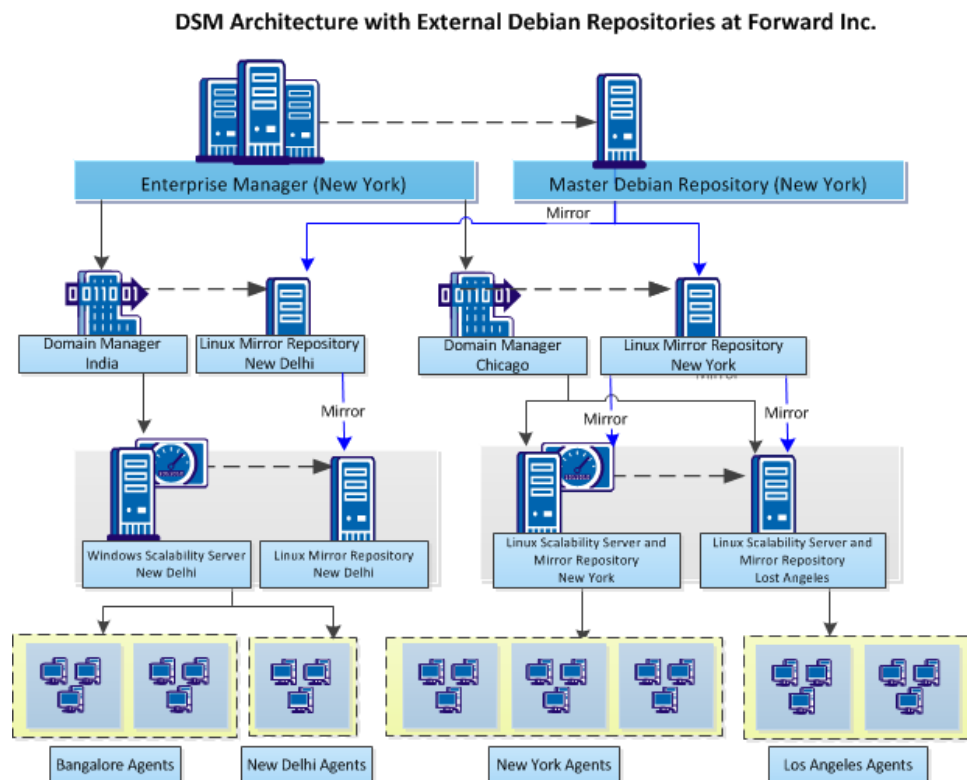 DSM Architecture with External Debian Repositories at Forward Inc.
Enterprise Manager (New York)
Master Debian Repository (New York)
Mirror
Domain Manager
India
Linux Mirror Repository
New Delhi
Domain Manager
Chicago
Linux Mirror Repository
New York
Mirror
Mirror
Mirror
Mirror
Windows Scalability Server
New Delhi
Linux Mirror Repository
New Delhi
Linux Scalability Server and
Mirror Repository
New York
Linux Scalability Server and
Mirror Repository
Lost Angeles
Bangalore Agents
New Delhi Agents
New York Agents
Los Angeles Agents